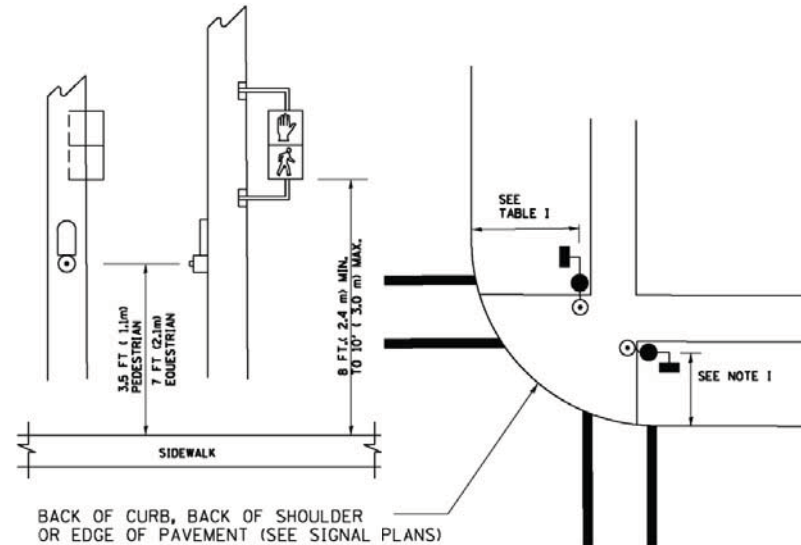 3.5 FT ( 1.1m)
PEDESTRIAN
7 FT (2.1m)
EQUESTRIAN
8 FT.( 2.4 m) MIN.
TO 10' ( 3.0 m) MAX.
SIDEWALK
BACK OF CURB, BACK OF SHOULDER
OR EDGE OF PAVEMENT (SEE SIGNAL PLANS)
SEE
TABLE I
SEE NOTE I